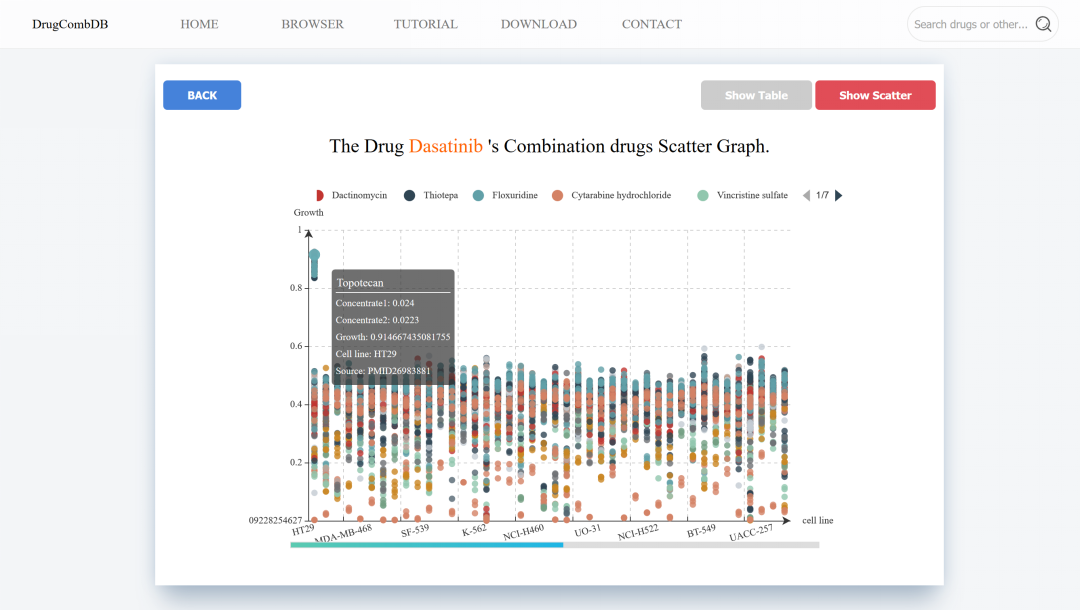 DrugCombDB HOME BROWSER TUTORIAL DOWNLOAD CONTACT Search drugs or other...
BACK Show Table Show Scatter
The Drug Dasatinib 's Combination drugs Scatter Graph.
Dactinomycin Thiotepa Floxuridine Cytarabine hydrochloride Vincristine sulfate 1/7
Growth
1
0.8
0.6
0.4
0.2
09228254627
Topotecan
Concentrate1: 0.024
Concentrate2: 0.0223
Growth: 0.914667435081755
Cell line: HT29
Source: PMID26983881
HT29 MDA-MB-468 SF-539 K-562 NCI-H460 UO-31 NCI-H522 BT-549 UACC-257
cell line